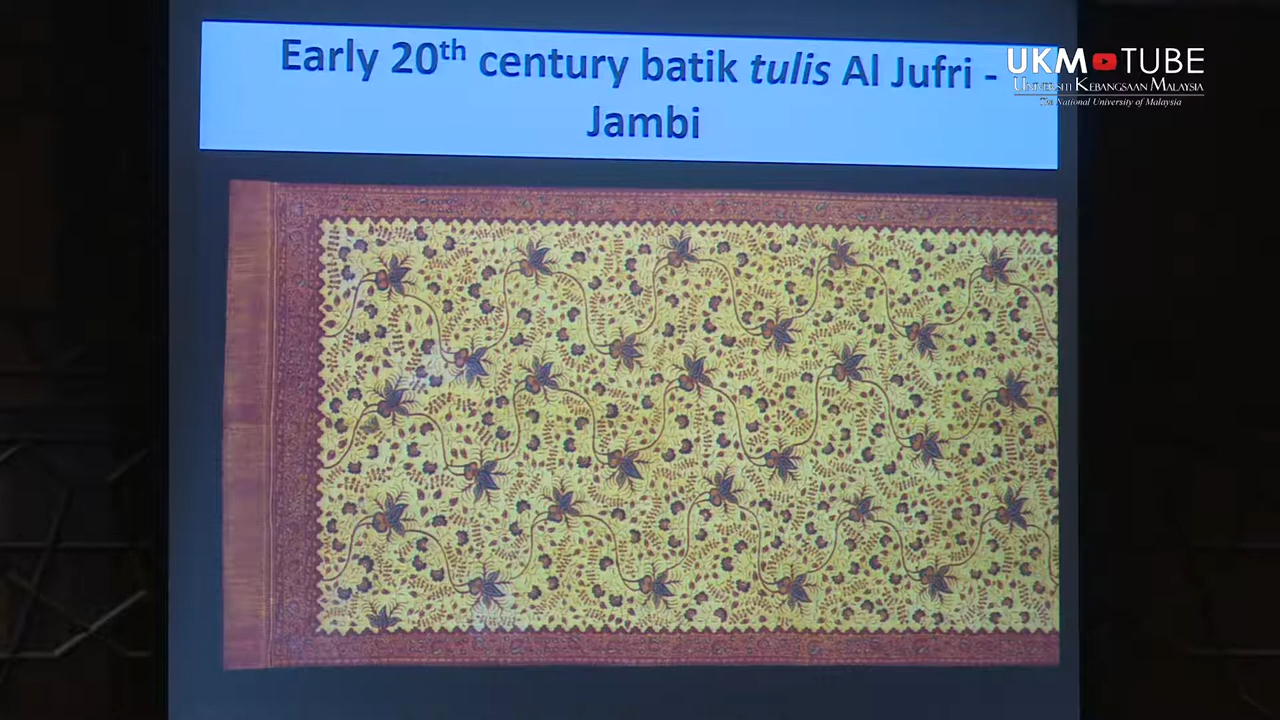 Early 20th century batik tulis Al Jufri -
Jambi
UKM TUBE
UNIVERSITI KEBANGSAAN MALAYSIA
The National University of Malaysia